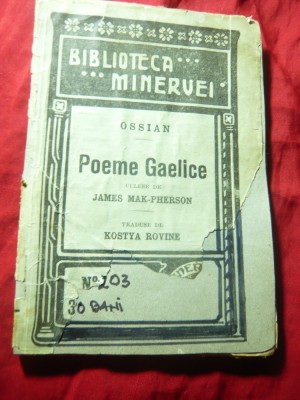 BIBLIOTECA
MINERVEI
OSSIAN
Poeme Gaelice
CULESE DE
JAMES MAK-PHERSON
TRADUSE DE
KOSTYA ROVINE
No 203
30 BANI